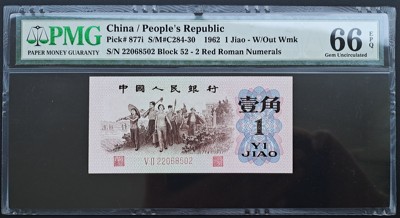 PMG
PAPER MONEY GUARANTY
China / People's Republic
Pick# 877i S/M#C284-30 1962 1 Jiao - W/Out Wmk
S/N 22068502 Block 52 - 2 Red Roman Numerals
66 EPQ
Gem Uncirculated
中国人民银行
壹角
1
YI
JIAO
V II 22068502